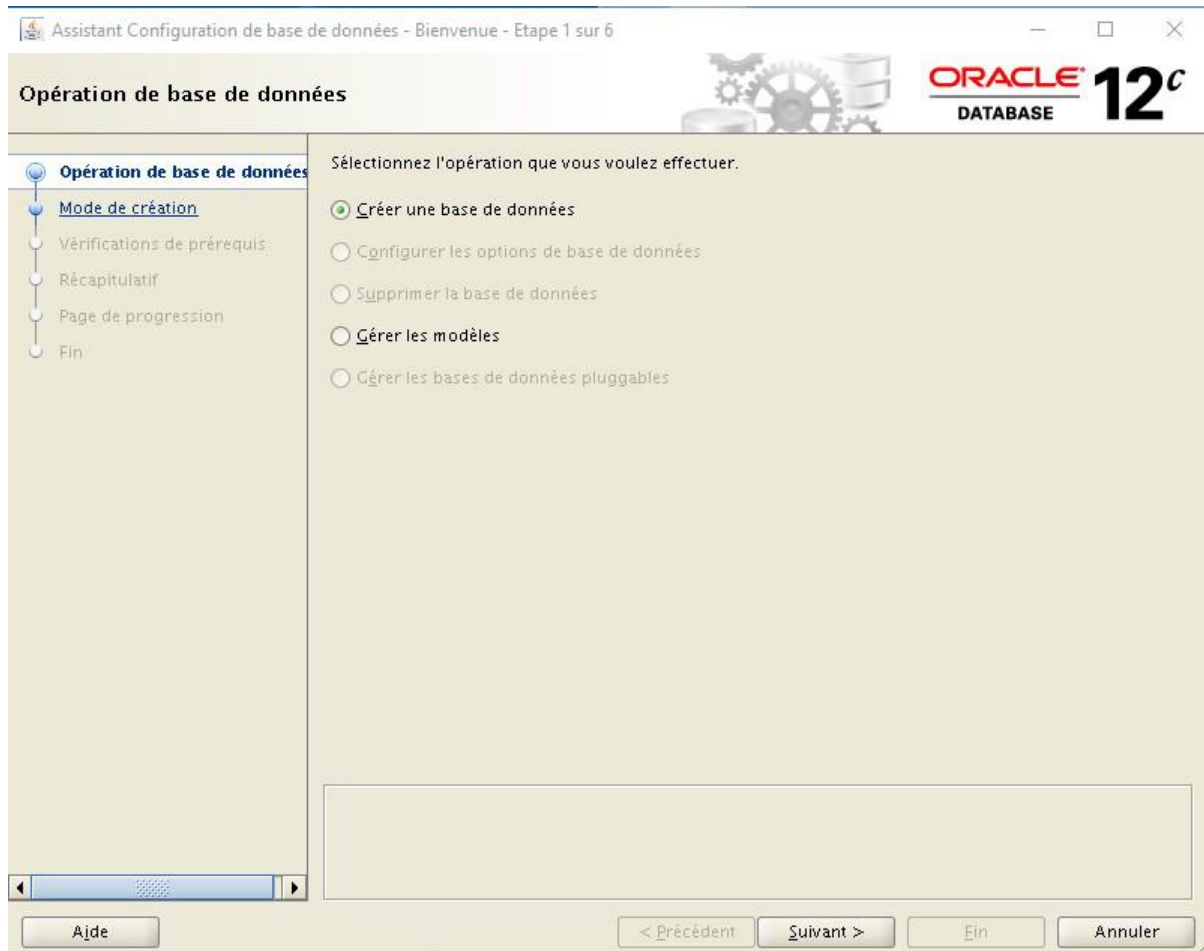 Assistant Configuration de base de données - Bienvenue - Etape 1 sur 6
Opération de base de données
ORACLE
DATABASE
12c
Opération de base de données
Mode de création
Vérifications de prérequis
Récapitulatif
Page de progression
Fin
Sélectionnez l'opération que vous voulez effectuer.
Créer une base de données
Configurer les options de base de données
Supprimer la base de données
Gérer les modèles
Gérer les bases de données pluggables
Aide
< Précédent
Suivant >
Fin
Annuler